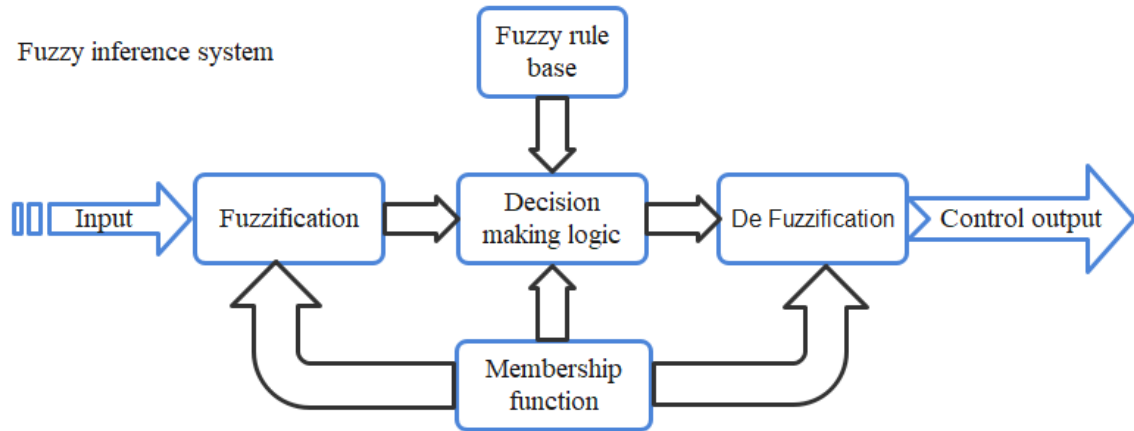 Fuzzy inference system
Fuzzy rule
base
Input
Fuzzification
Decision
making logic
De Fuzzification
Control output
Membership
function